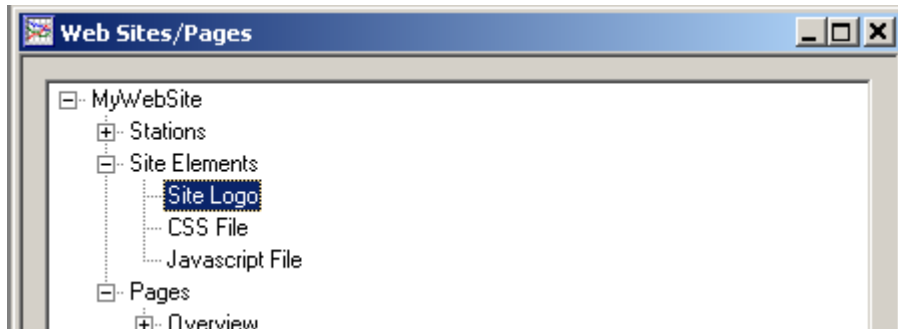 Web Sites/Pages
MyWebSite
Stations
Site Elements
Site Logo
CSS File
Javascript File
Pages
Overview